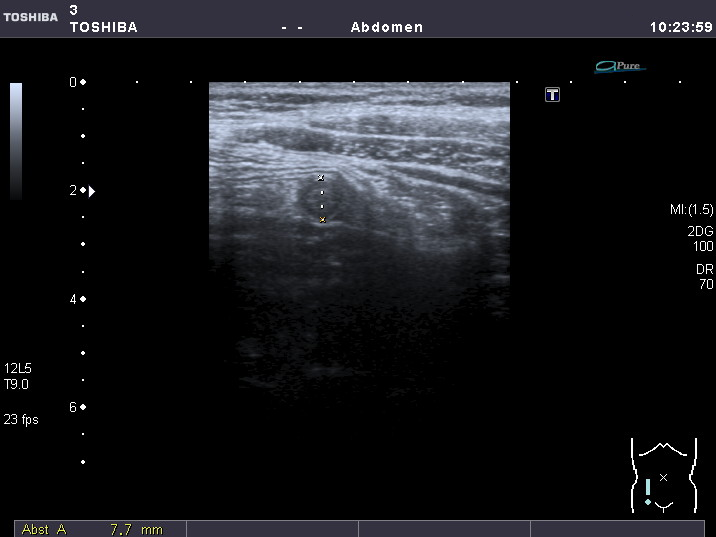 TOSHIBA
3
TOSHIBA
- -
Abdomen
10:23:59
Pure
T
0
2
4
6
MI:(1.5)
2DG
100
DR
70
12L5
T9.0
23 fps
Abst A 7.7 mm